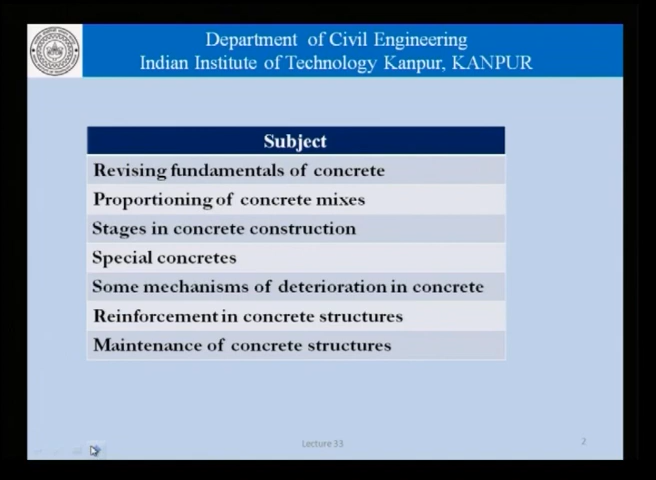 Department of Civil Engineering
Indian Institute of Technology Kanpur, KANPUR
Subject
Revising fundamentals of concrete
Proportioning of concrete mixes
Stages in concrete construction
Special concretes
Some mechanisms of deterioration in concrete
Reinforcement in concrete structures
Maintenance of concrete structures
Lecture 33
2